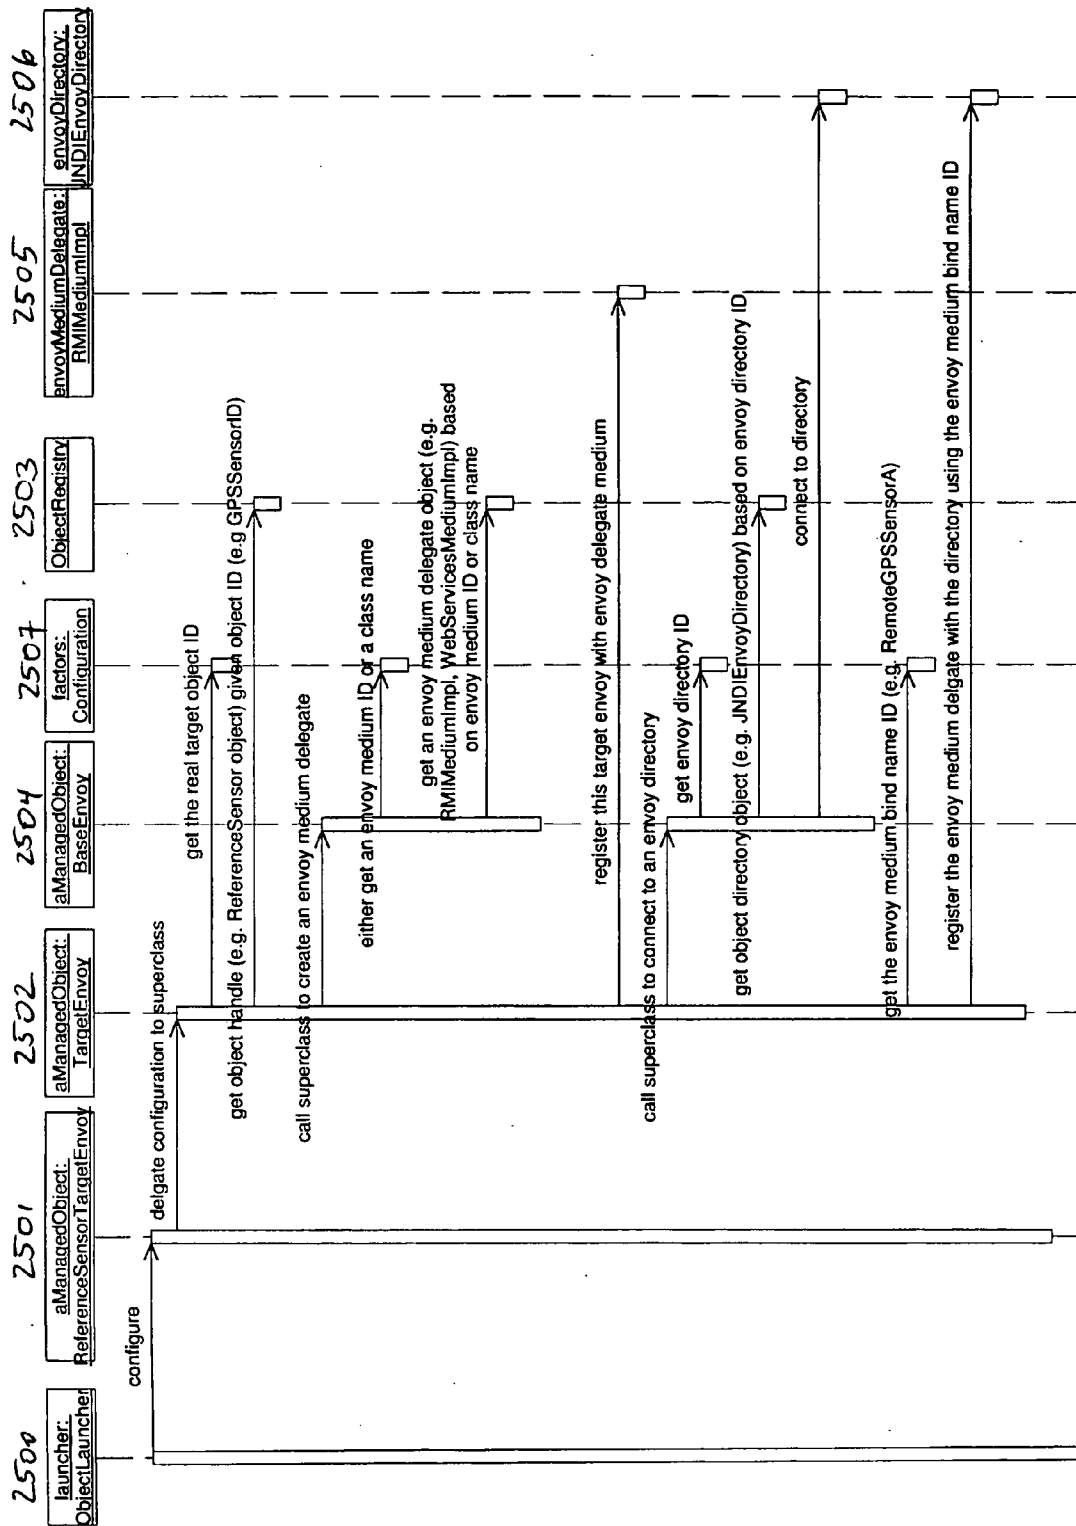 2500
launcher:
ObjectLauncher
2501
aManagedObject:
ReferenceSensorTargetEnvoy
2502
aManagedObject:
TargetEnvoy
2504
aManagedObject:
BaseEnvoy
2507
factors:
Configuration
2503
ObjectRegistry
2505
envoyMediumDelegate:
RMIMediumImpl
2506
envoyDirectory:
JNDIEnvoyDirectory
configure
delgate configuration to superclass
get the real target object ID
get object handle (e.g. ReferenceSensor object) given object ID (e.g GPSSensorID)
call superclass to create an envoy medium delegate
either get an envoy medium ID or a class name
get an envoy medium delegate object (e.g.
RMIMediumImpl, WebServicesMediumImpl) based
on envoy medium ID or class name
register this target envoy with envoy delegate medium
call superclass to connect to an envoy directory
get envoy directory ID
get object directory object (e.g. JNDIEnvoyDirectory) based on envoy directory ID
connect to directory
get the envoy medium bind name ID (e.g. RemoteGPSSensorA)
register the envoy medium delgate with the directory using the envoy medium bind name ID